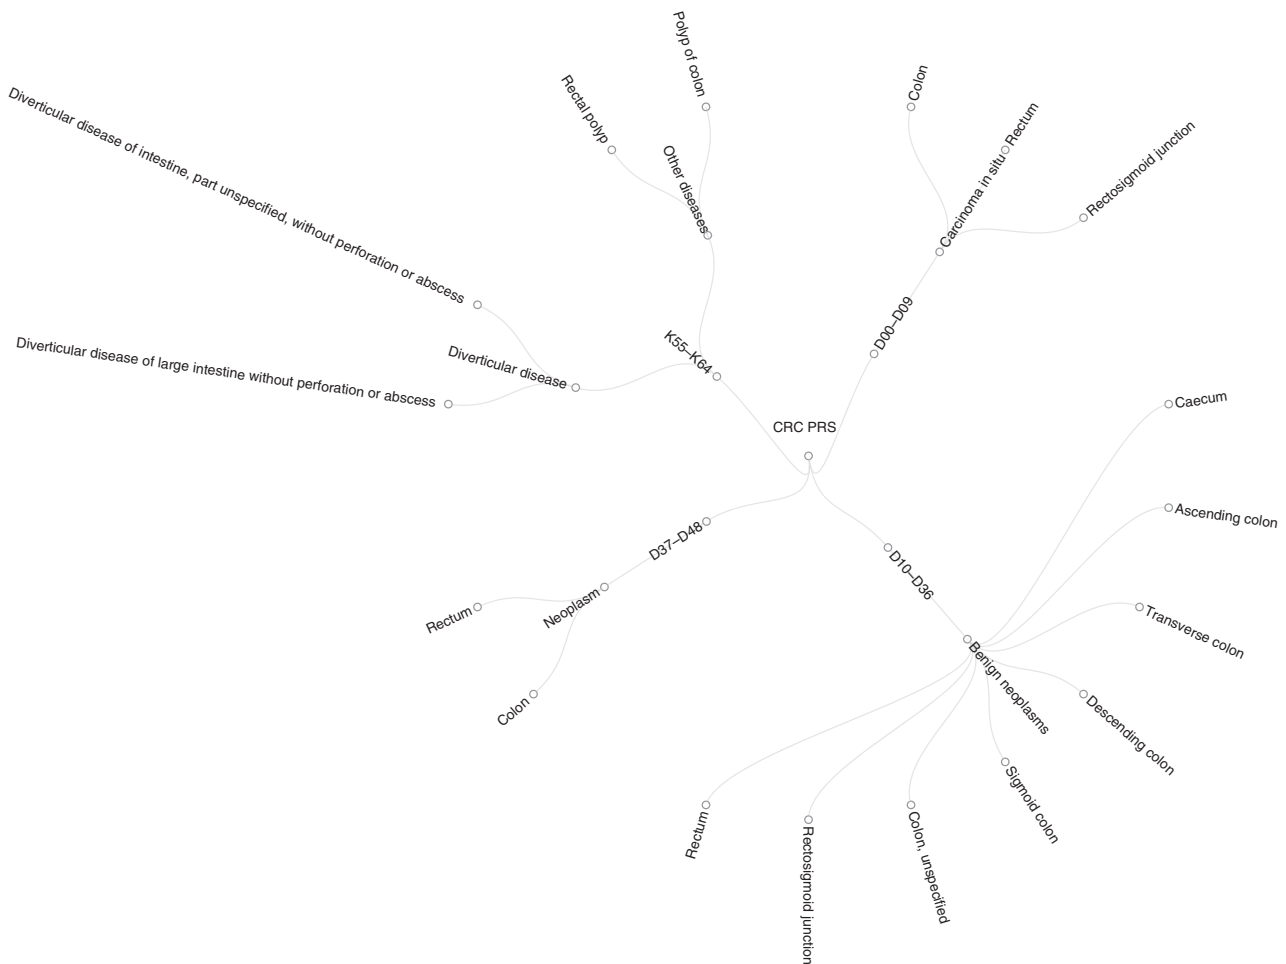 Polyp of colon
Rectal polyp
Other diseases
Colon
Rectum
Carcinoma in situ
Rectosigmoid junction
D00–D09
Diverticular disease of intestine, part unspecified, without perforation or abscess
Diverticular disease of large intestine without perforation or abscess
Diverticular disease
K55–K64
CRC PRS
Caecum
Ascending colon
Transverse colon
Descending colon
Sigmoid colon
Colon, unspecified
Rectosigmoid junction
Rectum
Benign neoplasms
D10–D36
D37–D48
Neoplasm
Rectum
Colon